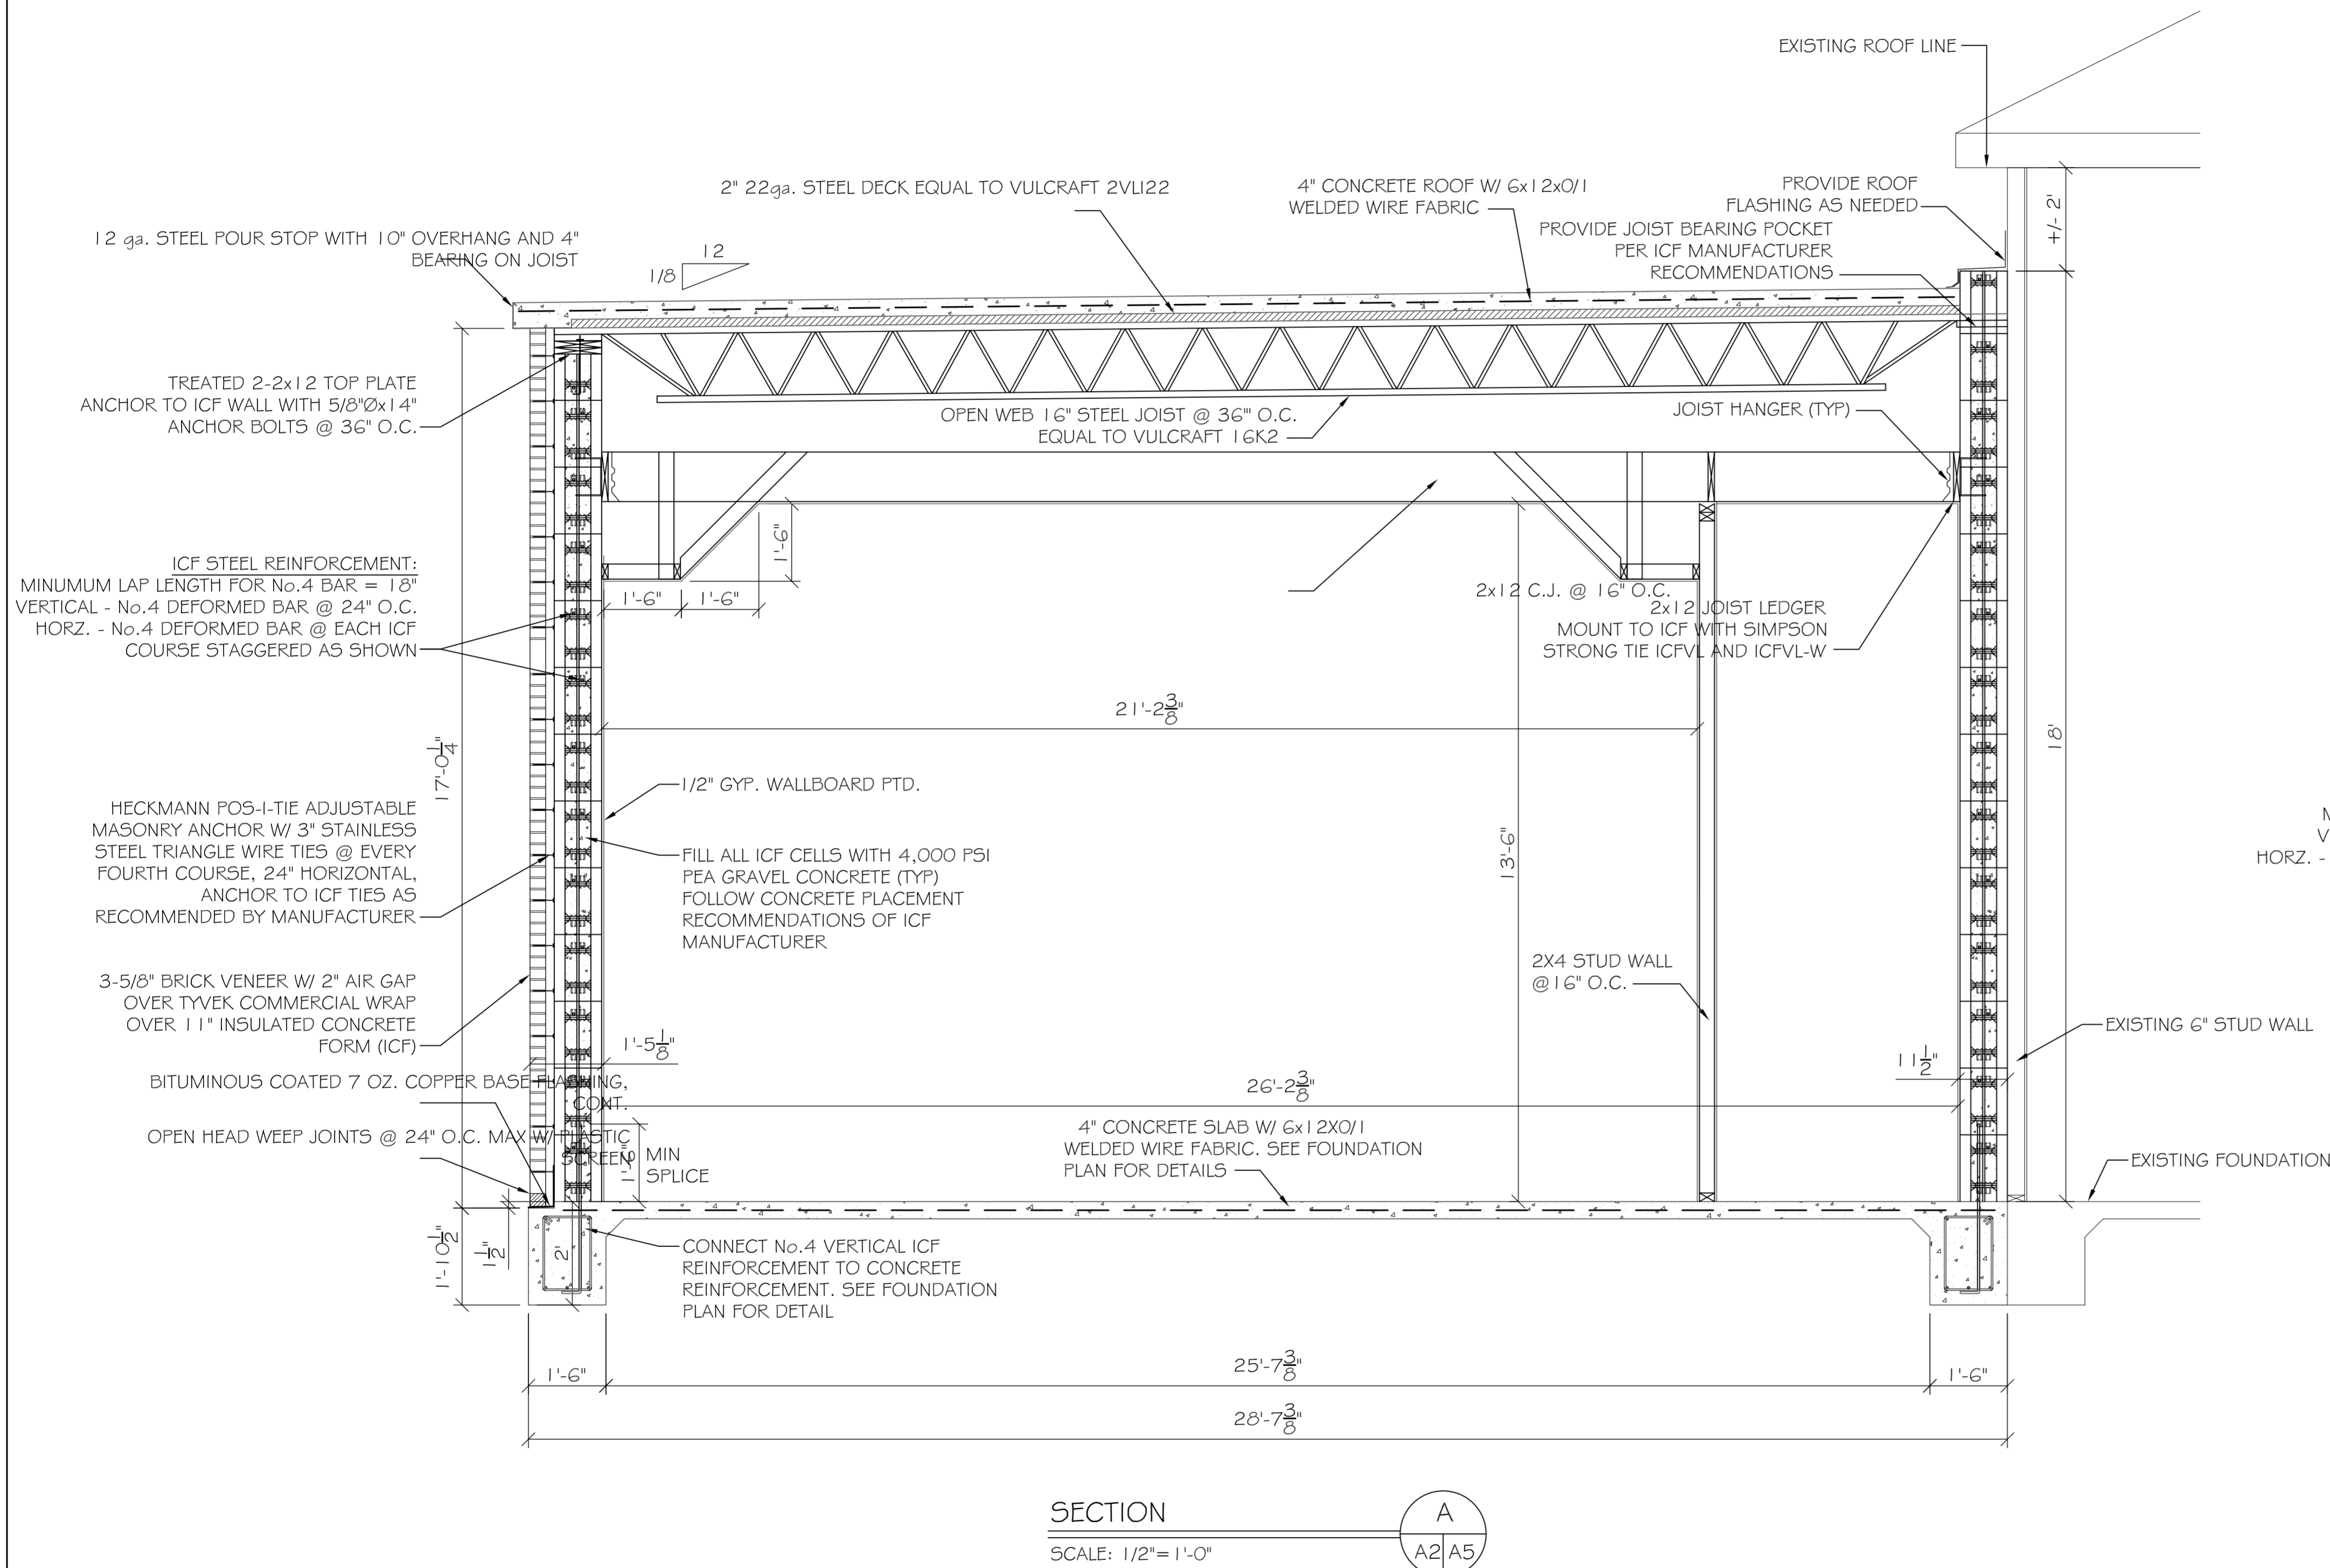 EXISTING ROOF LINE
2" 22ga. STEEL DECK EQUAL TO VULCRAFT 2VLI22
4" CONCRETE ROOF W/ 6x12x0/1
WELDED WIRE FABRIC
PROVIDE ROOF
FLASHING AS NEEDED
+/- 2'
12 ga. STEEL POUR STOP WITH 10" OVERHANG AND 4"
BEARING ON JOIST
12
1/8
PROVIDE JOIST BEARING POCKET
PER ICF MANUFACTURER
RECOMMENDATIONS
TREATED 2-2x12 TOP PLATE
ANCHOR TO ICF WALL WITH 5/8"Øx14"
ANCHOR BOLTS @ 36" O.C.
OPEN WEB 16" STEEL JOIST @ 36" O.C.
EQUAL TO VULCRAFT 16K2
JOIST HANGER (TYP)
1'-6"
1'-6"
1'-6"
ICF STEEL REINFORCEMENT:
MINUMUM LAP LENGTH FOR No.4 BAR = 18"
VERTICAL - No.4 DEFORMED BAR @ 24" O.C.
HORZ. - No.4 DEFORMED BAR @ EACH ICF
COURSE STAGGERED AS SHOWN
2x12 C.J. @ 16" O.C.
2x12 JOIST LEDGER
MOUNT TO ICF WITH SIMPSON
STRONG TIE ICFVL AND ICFVL-W
21'-2 3/8"
17'-0 1/4"
18'
1/2" GYP. WALLBOARD PTD.
HECKMANN POS-I-TIE ADJUSTABLE
MASONRY ANCHOR W/ 3" STAINLESS
STEEL TRIANGLE WIRE TIES @ EVERY
FOURTH COURSE, 24" HORIZONTAL,
ANCHOR TO ICF TIES AS
RECOMMENDED BY MANUFACTURER
FILL ALL ICF CELLS WITH 4,000 PSI
PEA GRAVEL CONCRETE (TYP)
FOLLOW CONCRETE PLACEMENT
RECOMMENDATIONS OF ICF
MANUFACTURER
13'-6"
HORZ. -
2X4 STUD WALL
@16" O.C.
3-5/8" BRICK VENEER W/ 2" AIR GAP
OVER TYVEK COMMERCIAL WRAP
OVER 11" INSULATED CONCRETE
FORM (ICF)
EXISTING 6" STUD WALL
1'-5 1/8"
11 1/2"
BITUMINOUS COATED 7 OZ. COPPER BASE FLASHING,
CONT.
26'-2 3/8"
OPEN HEAD WEEP JOINTS @ 24" O.C. MAX W/ PLASTIC
SCREEN
MIN
SPLICE
4" CONCRETE SLAB W/ 6x12X0/1
WELDED WIRE FABRIC. SEE FOUNDATION
PLAN FOR DETAILS
EXISTING FOUNDATION
1'-10 1/2"
1 1/2"
2'
CONNECT No.4 VERTICAL ICF
REINFORCEMENT TO CONCRETE
REINFORCEMENT. SEE FOUNDATION
PLAN FOR DETAIL
1'-6"
25'-7 3/8"
1'-6"
28'-7 3/8"
SECTION
SCALE: 1/2"=1'-0"
A
A2 A5